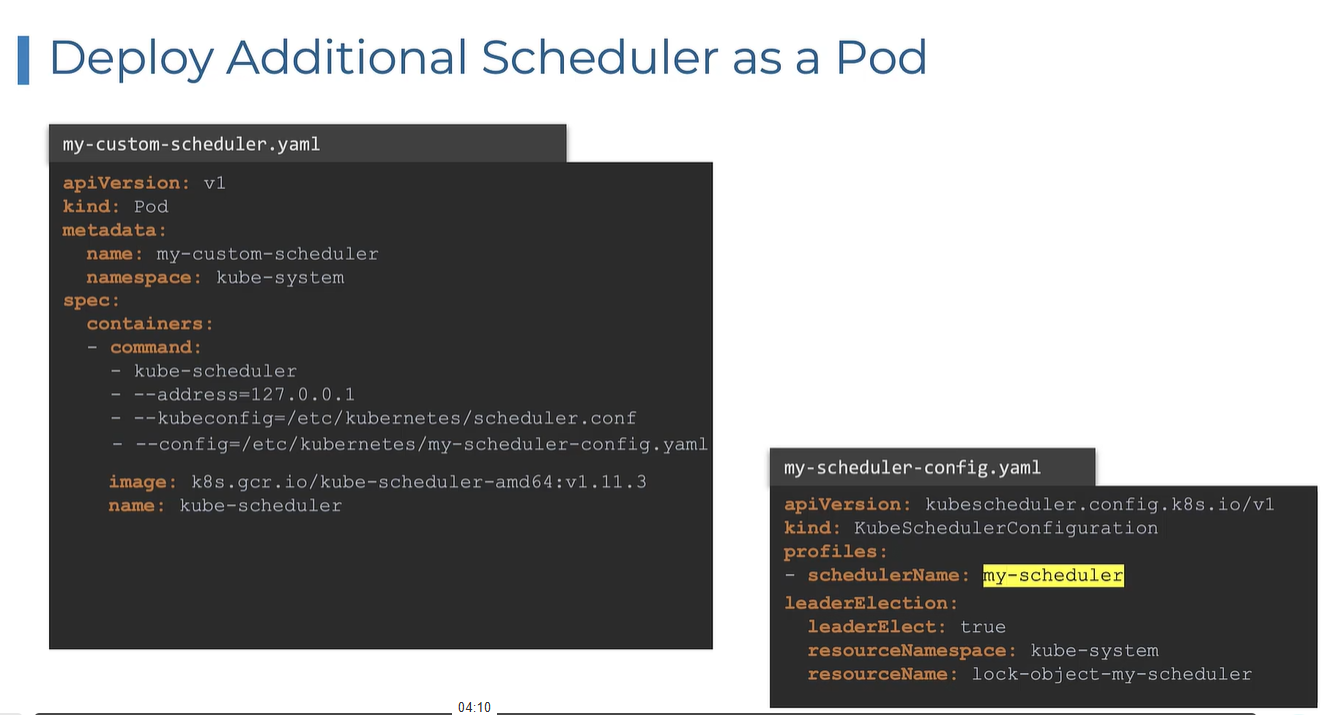 Deploy Additional Scheduler as a Pod
my-custom-scheduler.yaml
apiVersion: v1
kind: Pod
metadata:
  name: my-custom-scheduler
  namespace: kube-system
spec:
  containers:
  - command:
    - kube-scheduler
    - --address=127.0.0.1
    - --kubeconfig=/etc/kubernetes/scheduler.conf
    - --config=/etc/kubernetes/my-scheduler-config.yaml
    image: k8s.gcr.io/kube-scheduler-amd64:v1.11.3
    name: kube-scheduler
my-scheduler-config.yaml
apiVersion: kubescheduler.config.k8s.io/v1
kind: KubeSchedulerConfiguration
profiles:
- schedulerName: my-scheduler
leaderElection:
  leaderElect: true
  resourceNamespace: kube-system
  resourceName: lock-object-my-scheduler
04:10